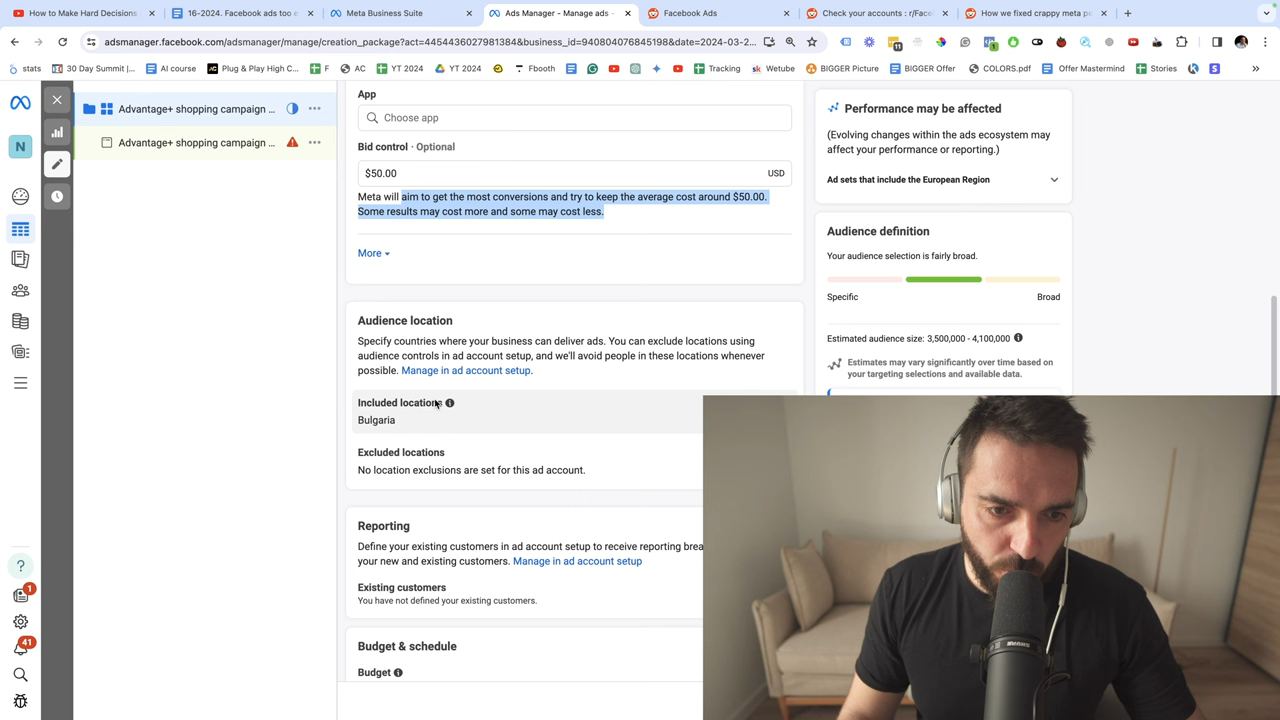 How to Make Hard Decisions
16-2024. Facebook ads too e
Meta Business Suite
Ads Manager - Manage ads -
Facebook Ads
Check your accounts : r/Face
How we fixed crappy meta p
adsmanager.facebook.com/adsmanager/manage/creation_package?act=4454436027981384&business_id=940804076845198&date=2024-03-2...
11
1
stats
30 Day Summit |...
AI course
Plug & Play High C...
F
AC
YT 2024
YT 2024
Fbooth
Tracking
Wetube
BIGGER Picture
BIGGER Offer
COLORS.pdf
Offer Mastermind
Stories
N
1
41
Advantage+ shopping campaign ...
Advantage+ shopping campaign ...
App
Choose app
Bid control · Optional
$50.00
USD
Meta will aim to get the most conversions and try to keep the average cost around $50.00.
Some results may cost more and some may cost less.
More
Audience location
Specify countries where your business can deliver ads. You can exclude locations using
audience controls in ad account setup, and we'll avoid people in these locations whenever
possible. Manage in ad account setup.
Included locations
Bulgaria
Excluded locations
No location exclusions are set for this ad account.
Reporting
Define your existing customers in ad account setup to receive reporting brea
your new and existing customers. Manage in ad account setup
Existing customers
You have not defined your existing customers.
Budget & schedule
Budget
Performance may be affected
(Evolving changes within the ads ecosystem may
affect your performance or reporting.)
Ad sets that include the European Region
Audience definition
Your audience selection is fairly broad.
Specific
Broad
Estimated audience size: 3,500,000 - 4,100,000
Estimates may vary significantly over time based on
your targeting selections and available data.